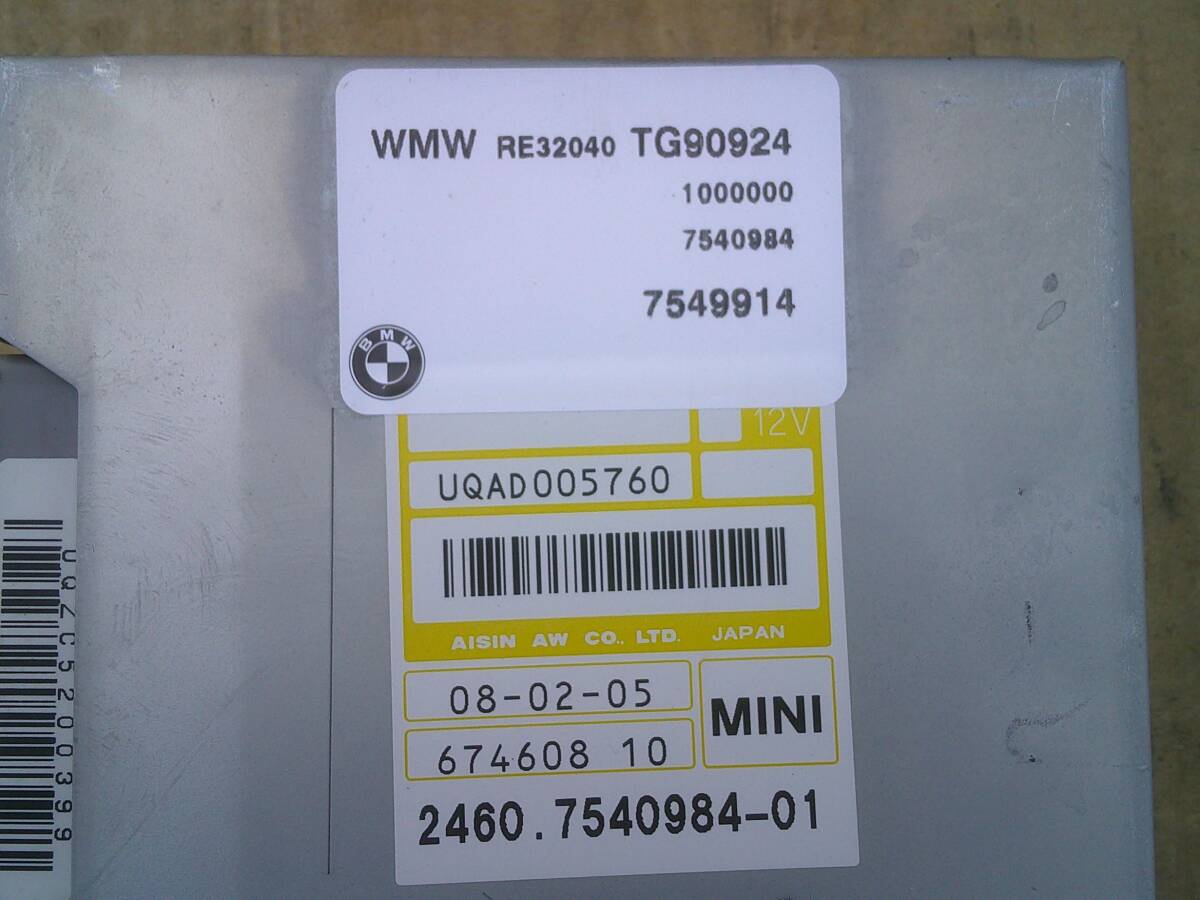 WMW RE32040 TG90924
1000000
7540984
7549914
BMW
12V
UQAD005760
AISIN AW CO., LTD. JAPAN
08-02-05
MINI
674608 10
2460.7540984-01
UQZC5200399